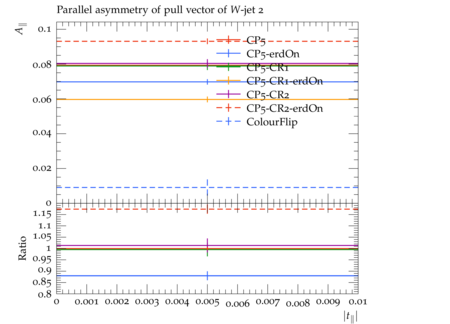 Parallel asymmetry of pull vector of W-jet 2
A∥
0.1
0.08
0.06
0.04
0.02
0
CP5
CP5-erdOn
CP5-CR1
CP5-CR1-erdOn
CP5-CR2
CP5-CR2-erdOn
ColourFlip
Ratio
1.15
1.1
1.05
1
0.95
0.9
0.85
0.8
0 0.001 0.002 0.003 0.004 0.005 0.006 0.007 0.008 0.009 0.01
|t∥|